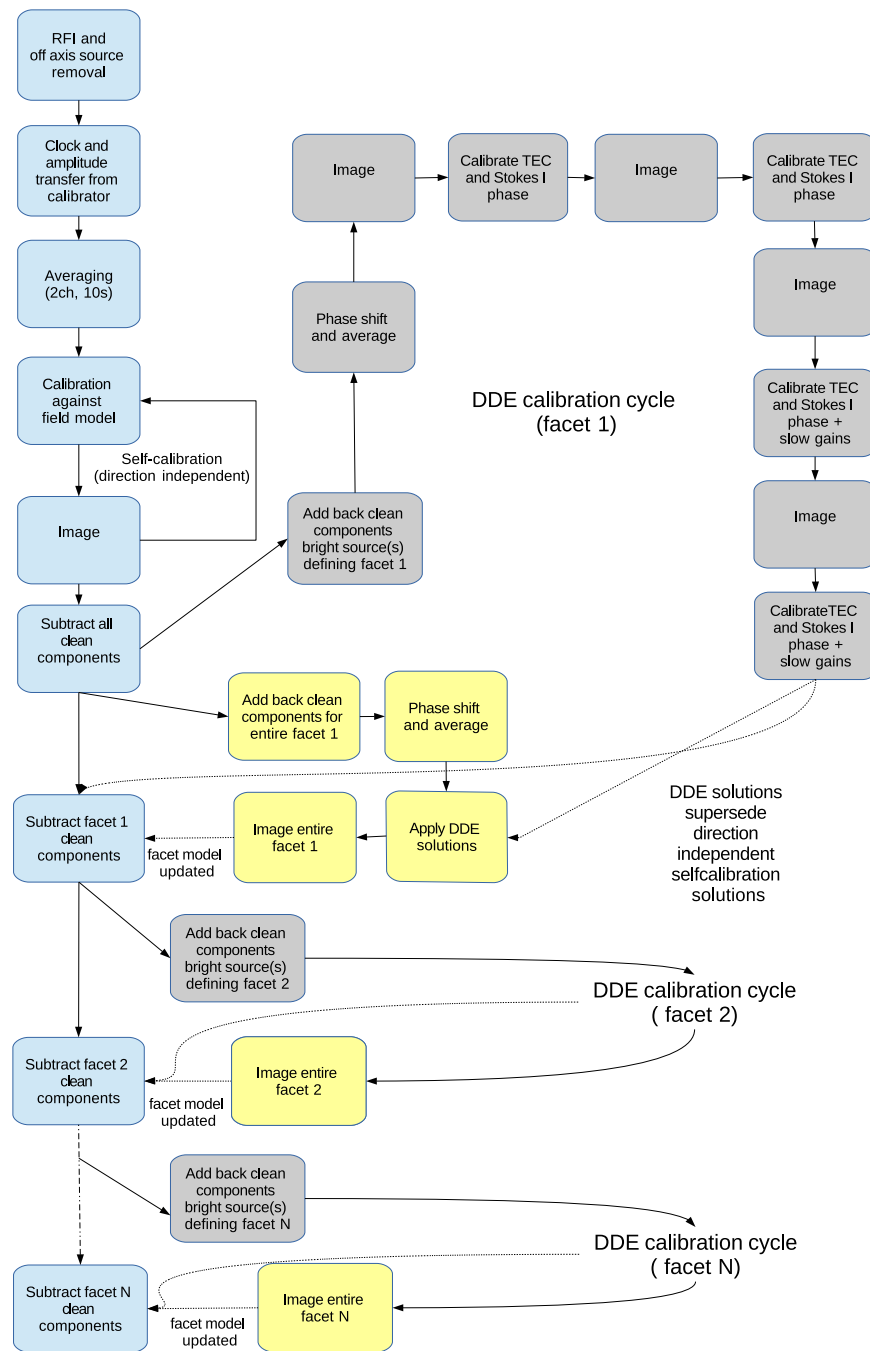 RFI and
off axis source
removal
Clock and
amplitude
transfer from
calibrator
Averaging
(2ch, 10s)
Calibration
against
field model
Self-calibration
(direction independent)
Image
Subtract all
clean
components
Add back clean
components
bright source(s)
defining facet 1
Phase shift
and average
Image
Calibrate TEC
and Stokes I
phase
Image
Calibrate TEC
and Stokes I
phase
Image
Calibrate TEC
and Stokes I
phase +
slow gains
Image
CalibrateTEC
and Stokes I
phase +
slow gains
DDE calibration cycle
(facet 1)
Add back clean
components for
entire facet 1
Phase shift
and average
Apply DDE
solutions
Image entire
facet 1
facet model
updated
Subtract facet 1
clean
components
DDE solutions
supersede
direction
independent
selfcalibration
solutions
Add back clean
components
bright source(s)
defining facet 2
DDE calibration cycle
( facet 2)
Image entire
facet 2
facet model
updated
Subtract facet 2
clean
components
Add back clean
components
bright source(s)
defining facet N
DDE calibration cycle
( facet N)
Image entire
facet N
facet model
updated
Subtract facet N
clean
components